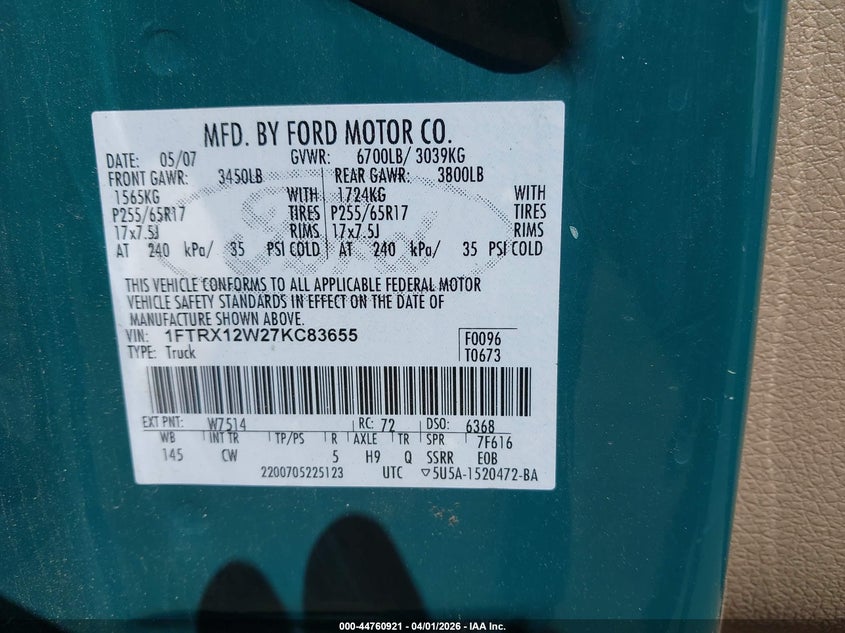 MFD. BY FORD MOTOR CO.
DATE: 05/07 GVWR: 6700LB/ 3039KG
FRONT GAWR: 3450LB REAR GAWR: 3800LB
1565KG WITH 1724KG WITH
P255/65R17 TIRES P255/65R17 TIRES
17x7.5J RIMS 17x7.5J RIMS
AT 240 kPa/ 35 PSI COLD AT 240 kPa/ 35 PSI COLD
THIS VEHICLE CONFORMS TO ALL APPLICABLE FEDERAL MOTOR
VEHICLE SAFETY STANDARDS IN EFFECT ON THE DATE OF
MANUFACTURE SHOWN ABOVE.
VIN: 1FTRX12W27KC83655
TYPE: Truck
F0096
T0673
EXT PNT: W7514 RC: 72 DSO: 6368
WB INT TR TP/PS R AXLE TR SPR 7F616
145 CW 5 H9 Q SSRR EOB
2200705225123 UTC ▽5U5A-1520472-BA
000-44760921 - 04/01/2026 - IAA Inc.